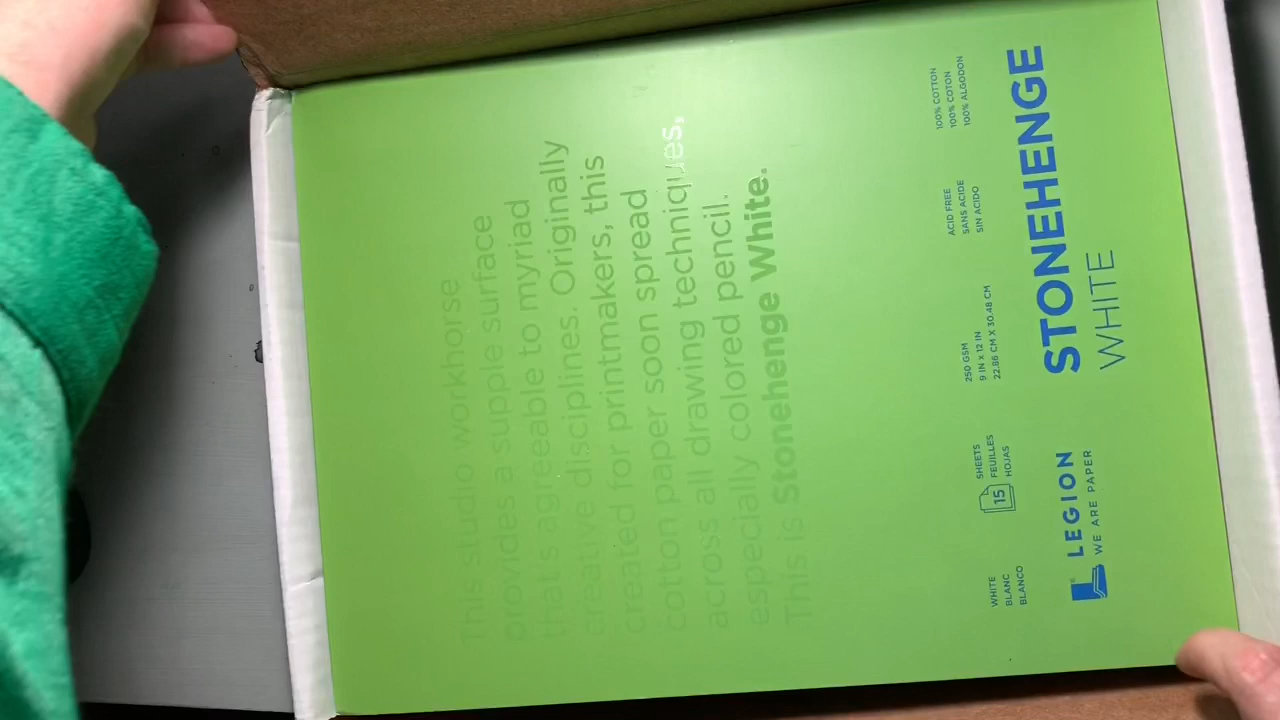 This studio workhorse
provides a supple surface
that's agreeable to myriad
creative disciplines. Originally
created for printmakers, this
cotton paper soon spread
across all drawing techniques,
especially colored pencil.
This is Stonehenge White.
WHITE
BLANC
BLANCO
15
SHEETS
FEUILLES
HOJAS
250 GSM
9 IN X 12 IN
22.86 CM X 30.48 CM
ACID FREE
SANS ACIDE
SIN ACIDO
100% COTTON
100% COTON
100% ALGODON
LEGION
WE ARE PAPER
STONEHENGE
WHITE